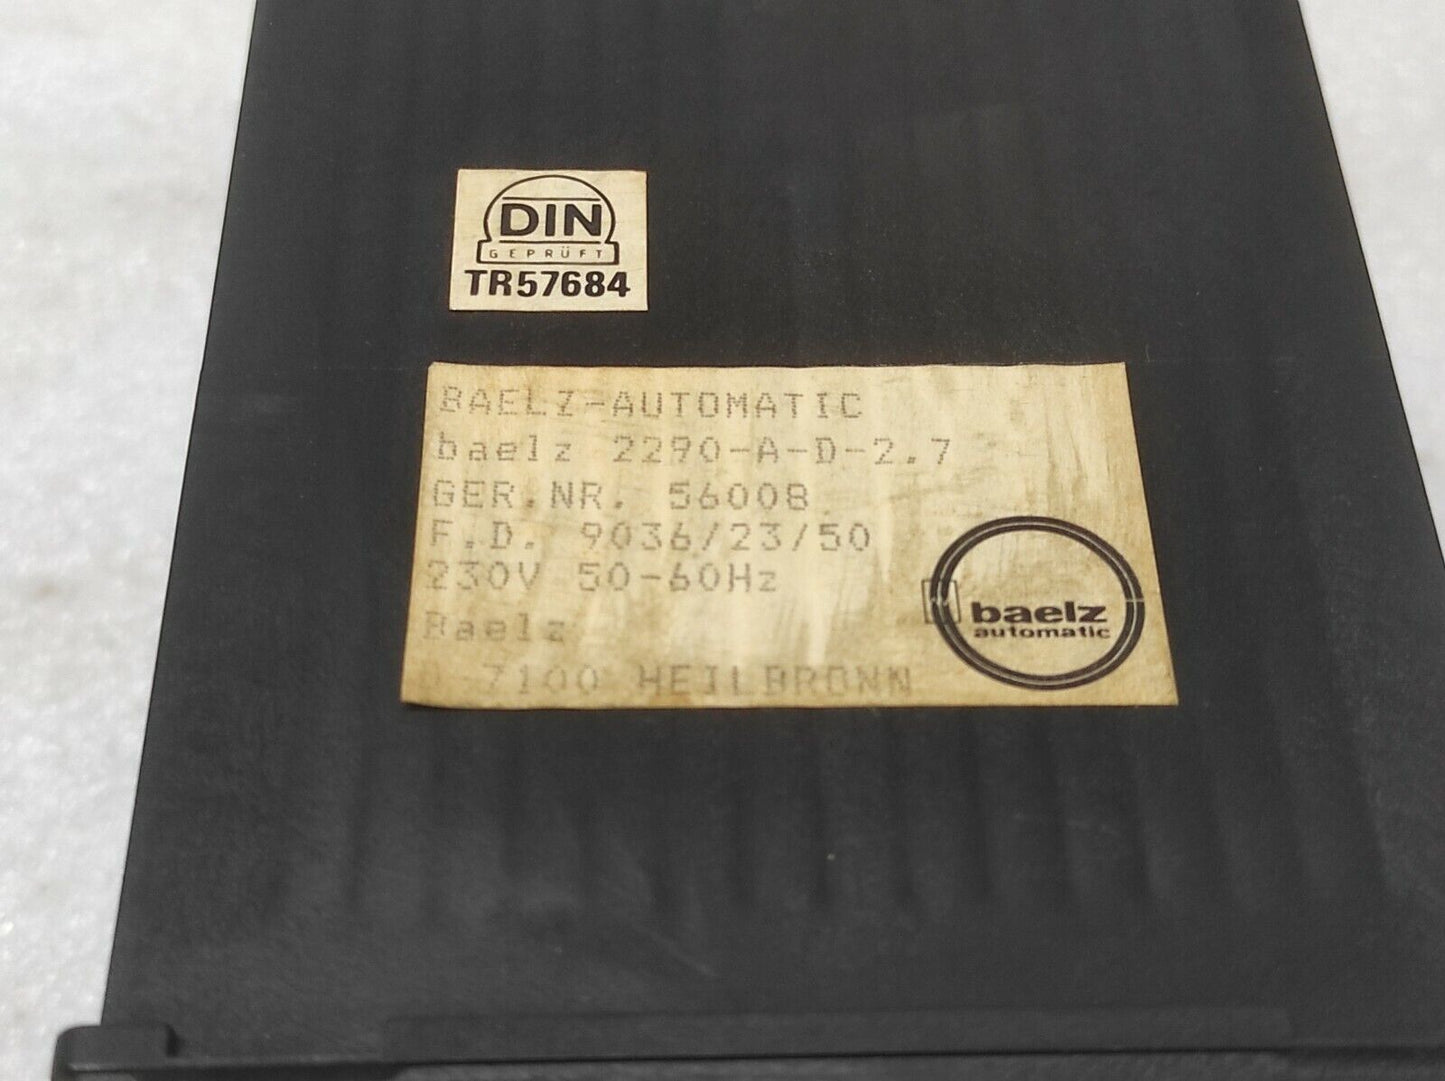 DIN
GEPRÜFT
TR57684
BAELZ-AUTOMATIC
baelz 2290-A-D-2.7
GER.NR. 56008
F.D. 9036/23/50
230V 50-60Hz
Baelz
7100 HEILBRONN
baelz
automatic